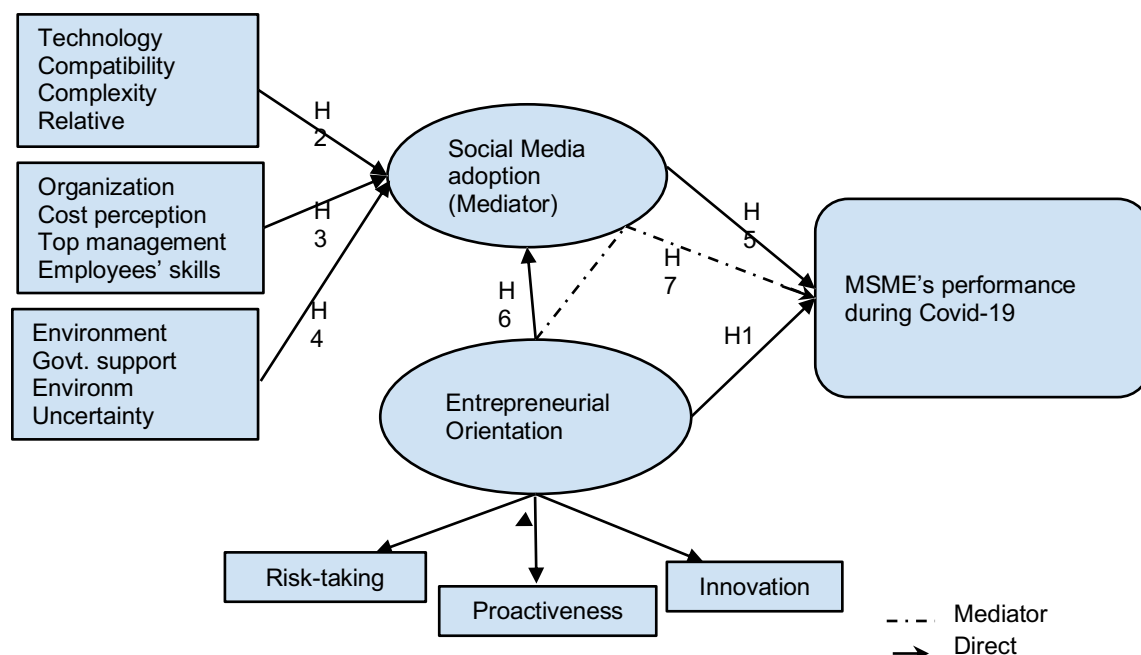 Technology
Compatibility
Complexity
Relative
H
2
Organization
Cost perception
Top management
Employees’ skills
H
3
Environment
Govt. support
Environm
Uncertainty
H
4
Social Media
adoption
(Mediator)
H
5
H
7
H
6
H1
MSME’s performance
during Covid-19
Entrepreneurial
Orientation
Risk-taking
Proactiveness
Innovation
Mediator
Direct